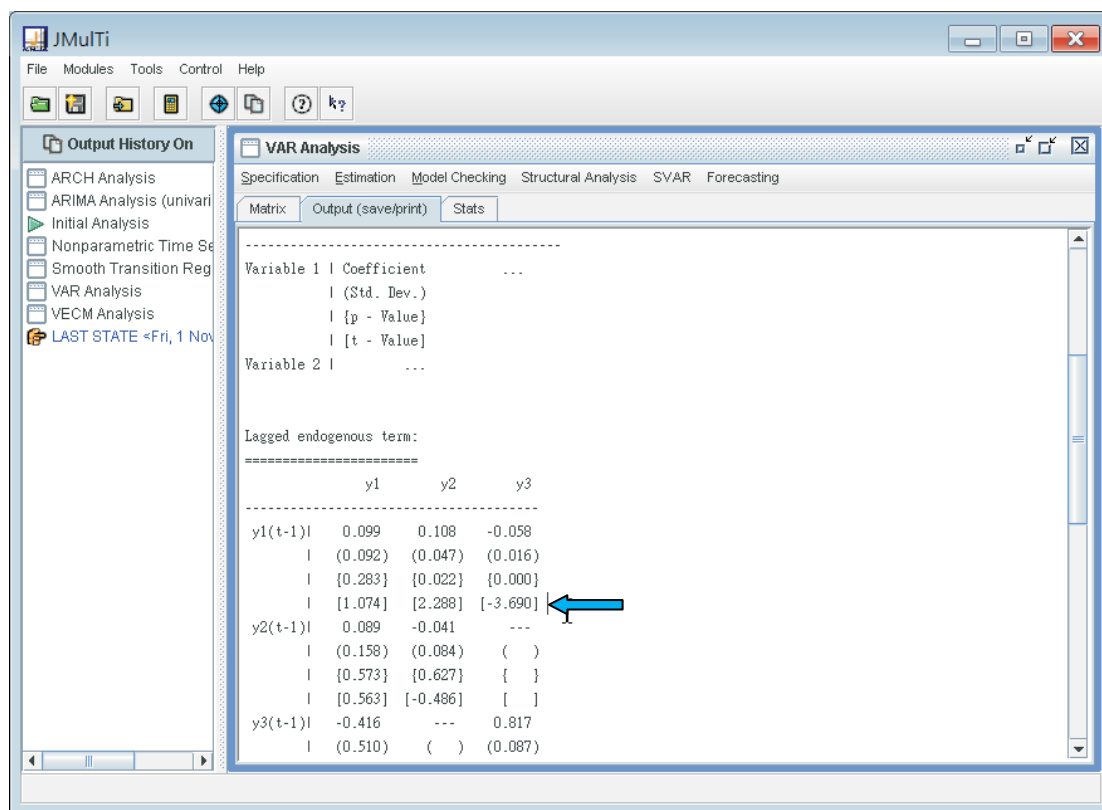 JMulTi
File Modules Tools Control Help
Output History On
ARCH Analysis
ARIMA Analysis (univari
Initial Analysis
Nonparametric Time Se
Smooth Transition Reg
VAR Analysis
VECM Analysis
LAST STATE <Fri, 1 Nov
VAR Analysis
Specification Estimation Model Checking Structural Analysis SVAR Forecasting
Matrix Output (save/print) Stats
------------------------------------------
Variable 1 | Coefficient ...
| (Std. Dev.)
| {p - Value}
| [t - Value]
Variable 2 | ...
Lagged endogenous term:
=======================
y1 y2 y3
---------------------------------------
y1(t-1)| 0.099 0.108 -0.058
| (0.092) (0.047) (0.016)
| {0.283} {0.022} {0.000}
| [1.074] [2.288] [-3.690]
y2(t-1)| 0.089 -0.041 ---
| (0.158) (0.084) ( )
| {0.573} {0.627} { }
| [0.563] [-0.486] [ ]
y3(t-1)| -0.416 --- 0.817
| (0.510) ( ) (0.087)